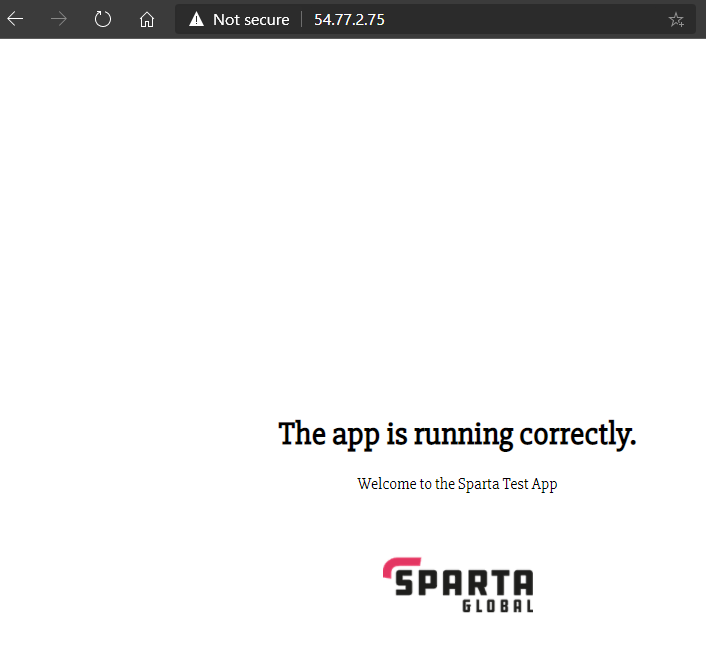 Not secure 54.77.2.75
The app is running correctly.
Welcome to the Sparta Test App
SPARTA
GLOBAL